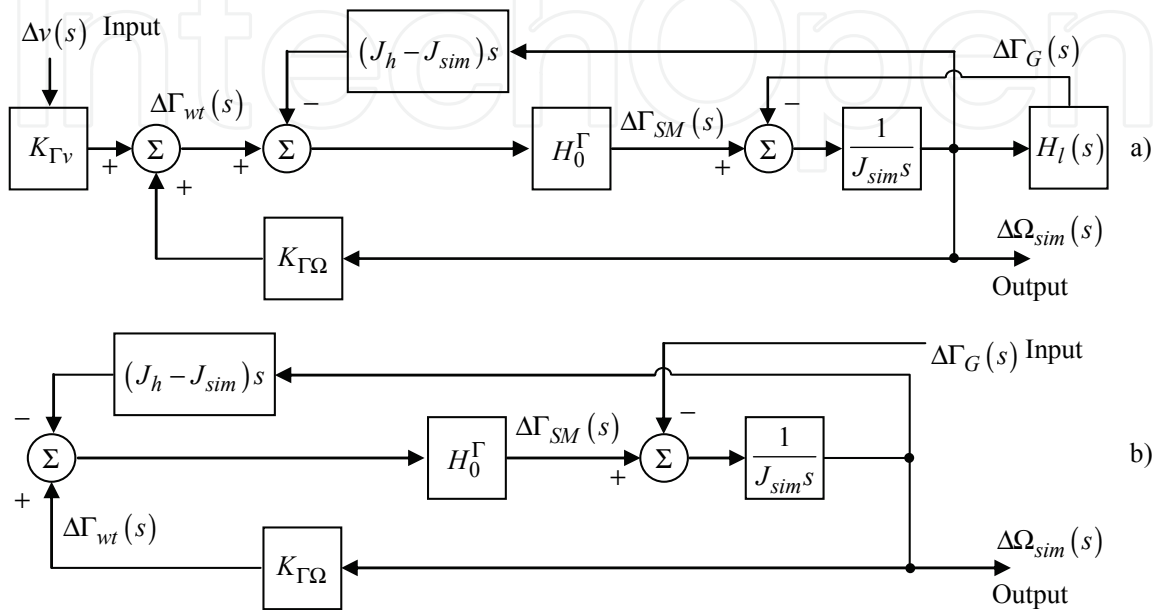 IntechOpen
Δv(s) Input
(J_h − J_sim)s
ΔΓ_G(s)
ΔΓ_wt(s)
−
ΔΓ_SM(s)
−
K_Γv
+
Σ
+
Σ
H_0^Γ
+
Σ
1/(J_sim s)
H_l(s)
a)
+
K_ΓΩ
ΔΩ_sim(s)
Output
(J_h − J_sim)s
ΔΓ_G(s) Input
−
ΔΓ_SM(s)
−
Σ
H_0^Γ
+
Σ
1/(J_sim s)
b)
+
ΔΓ_wt(s)
K_ΓΩ
ΔΩ_sim(s)
Output